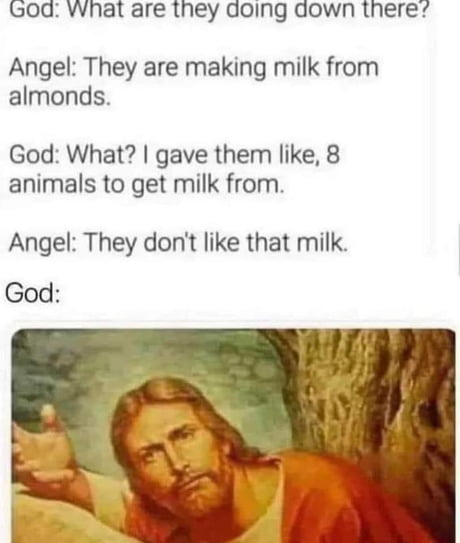 God: What are they doing down there?
Angel: They are making milk from
almonds.
God: What? I gave them like, 8
animals to get milk from.
Angel: They don't like that milk.
God: